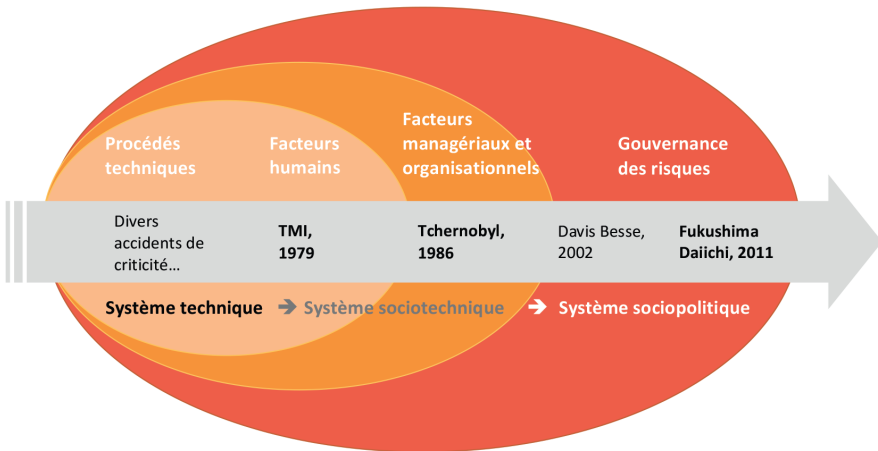 Procédés
techniques
Facteurs
humains
Facteurs
managériaux et
organisationnels
Gouvernance
des risques
Divers
accidents de
criticité…
TMI,
1979
Tchernobyl,
1986
Davis Besse,
2002
Fukushima
Daiichi, 2011
Système technique ➔ Système sociotechnique ➔ Système sociopolitique